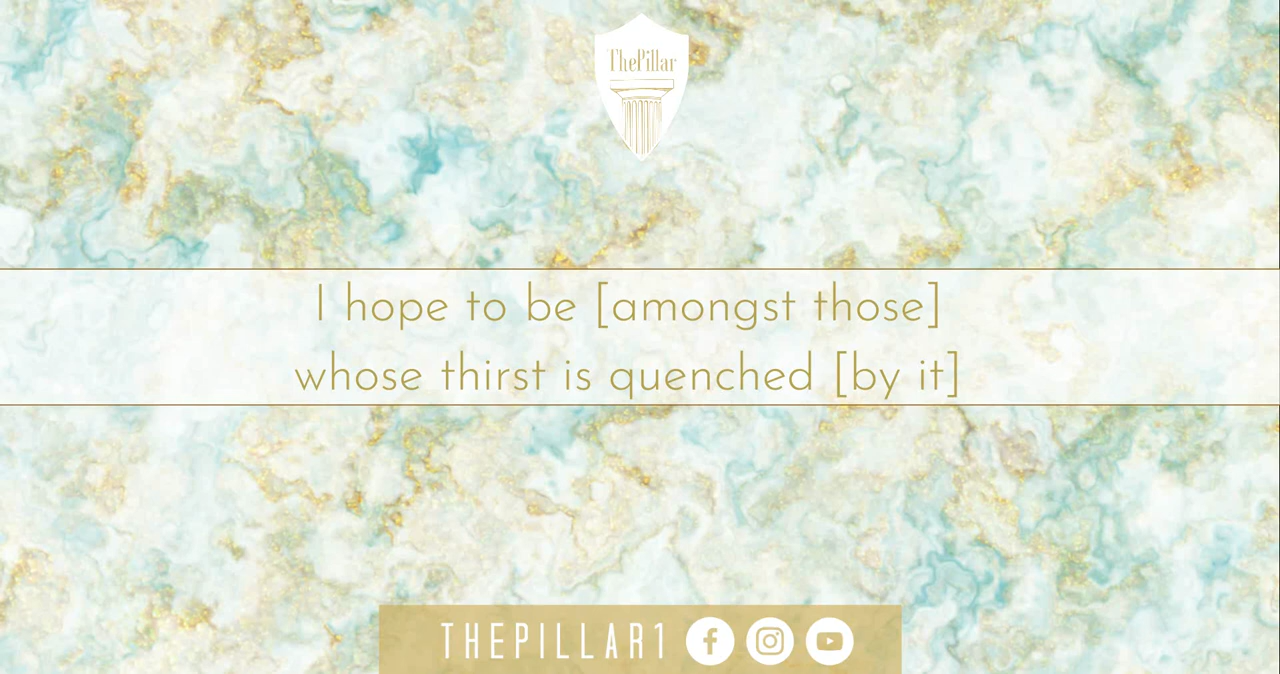 ThePillar
I hope to be [amongst those]
whose thirst is quenched [by it]
THEPILLAR1